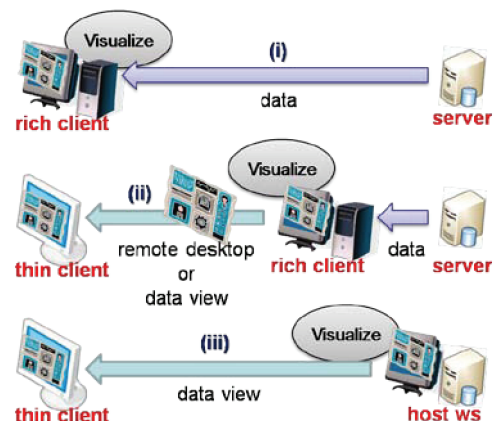 Visualize
(i)
data
rich client
server
Visualize
(ii)
remote desktop
or
data view
thin client
rich client
data
server
Visualize
(iii)
data view
thin client
host ws